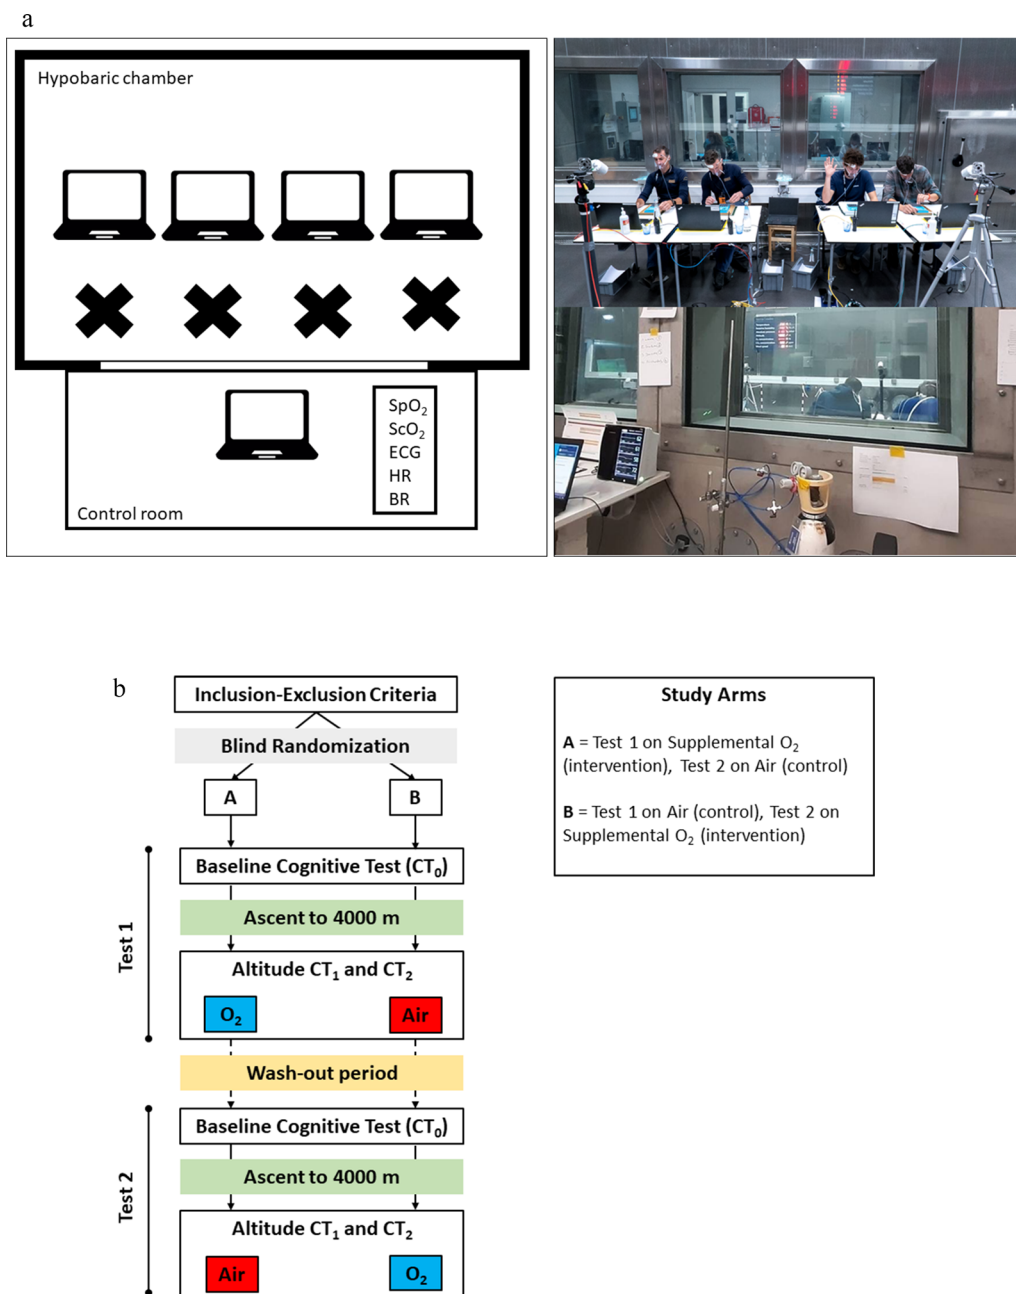 a
Hypobaric chamber
SpO₂
ScO₂
ECG
HR
BR
Control room
b
Inclusion-Exclusion Criteria
Blind Randomization
A
B
Baseline Cognitive Test (CT₀)
Ascent to 4000 m
Altitude CT₁ and CT₂
O₂
Air
Test 1
Wash-out period
Baseline Cognitive Test (CT₀)
Ascent to 4000 m
Altitude CT₁ and CT₂
Air
O₂
Test 2
Study Arms
A = Test 1 on Supplemental O₂
(intervention), Test 2 on Air (control)
B = Test 1 on Air (control), Test 2 on
Supplemental O₂ (intervention)